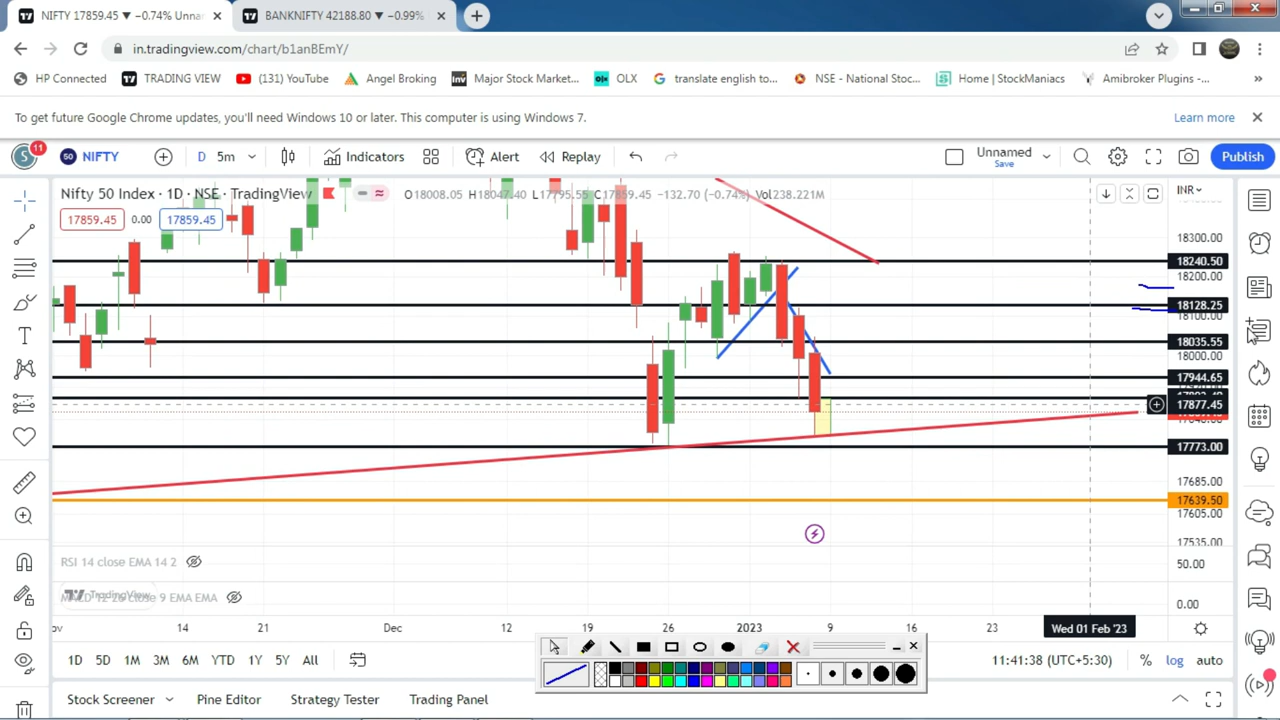 NIFTY 17859.45 ▼ −0.74% Unnar
BANKNIFTY 42188.80 ▼ −0.99%
in.tradingview.com/chart/b1anBEmY/
HP Connected TRADING VIEW (131) YouTube Angel Broking Major Stock Market... OLX translate english to... NSE - National Stoc... Home | StockManiacs Amibroker Plugins -... »
To get future Google Chrome updates, you'll need Windows 10 or later. This computer is using Windows 7. Learn more
S 11 50 NIFTY D 5m Indicators Alert Replay Unnamed Publish
Save
Nifty 50 Index · 1D · NSE · TradingView O18008.05 H18047.40 L17795.55 C17859.45 −132.70 (−0.74%) Vol238.221M INR
17859.45 0.00 17859.45
18300.00
18240.50
18200.00
18128.25
18100.00
18035.55
18000.00
17944.65
17877.45
17773.00
17685.00
17639.50
17605.00
17535.00
RSI 14 close EMA 14 2
50.00
TradingView
0.00
14 21 Dec 12 19 26 2023 9 16 23 Wed 01 Feb '23
1D 5D 1M 3M 6M YTD 1Y 5Y All 11:41:38 (UTC+5:30) % log auto
Stock Screener Pine Editor Strategy Tester Trading Panel